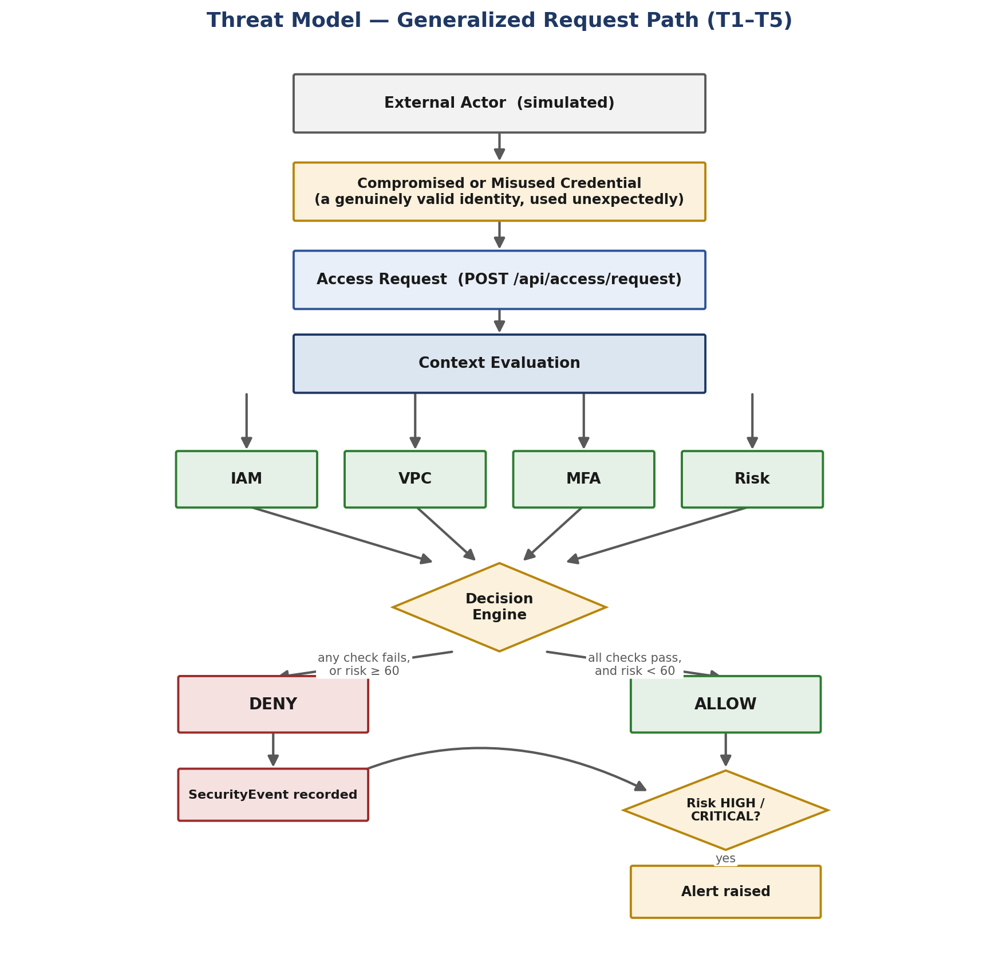 Threat Model — Generalized Request Path (T1–T5)
External Actor (simulated)
Compromised or Misused Credential
(a genuinely valid identity, used unexpectedly)
Access Request (POST /api/access/request)
Context Evaluation
IAM
VPC
MFA
Risk
Decision
Engine
any check fails,
or risk ≥ 60
all checks pass,
and risk < 60
DENY
ALLOW
SecurityEvent recorded
Risk HIGH /
CRITICAL?
yes
Alert raised